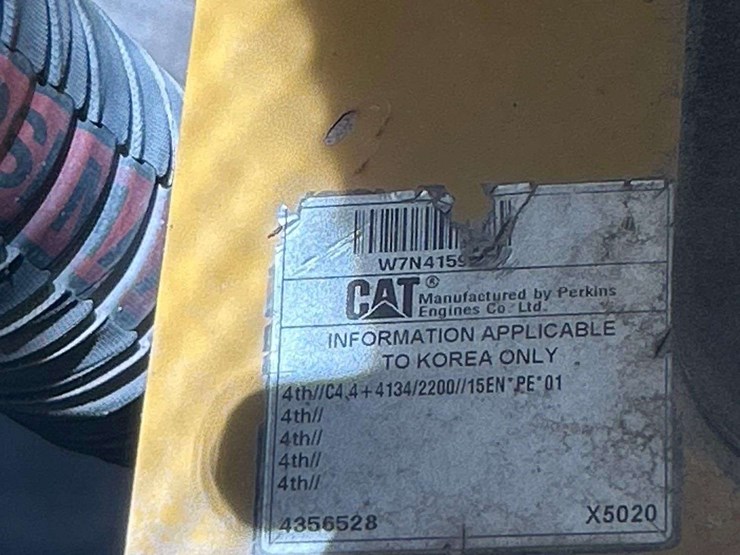 W7N4159
CAT® Manufactured by Perkins
Engines Co Ltd.
INFORMATION APPLICABLE
TO KOREA ONLY
4th//C4.4+4134/2200//15EN*PE*01
4th//
4th//
4th//
4th//
4356528 X5020